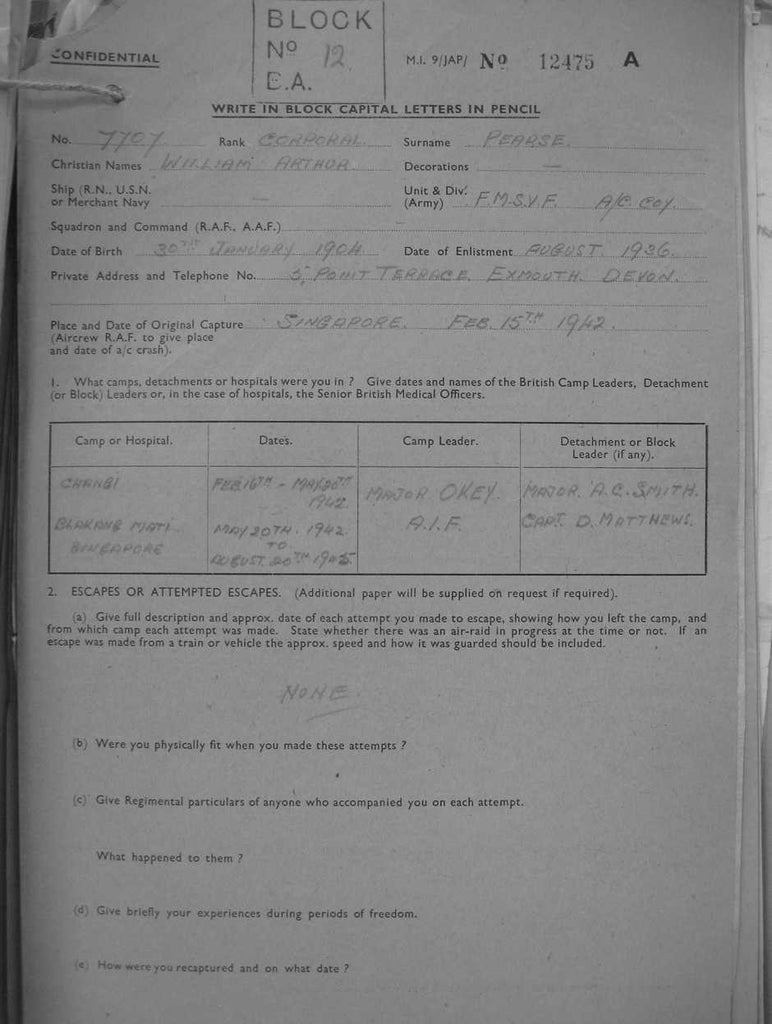 BLOCK
No 12
E.A.
CONFIDENTIAL
M.I. 9/JAP/ No 12475 A
WRITE IN BLOCK CAPITAL LETTERS IN PENCIL
No. 7707 Rank CORPORAL. Surname PEARSE.
Christian Names WILLIAM ARTHUR Decorations —
Ship (R.N., U.S.N. or Merchant Navy —
Unit & Div: (Army) F.M.S.V.F. A/C COY.
Squadron and Command (R.A.F., A.A.F.) —
Date of Birth 30TH JANUARY 1904 Date of Enlistment AUGUST 1936.
Private Address and Telephone No. 5, POINT TERRACE, EXMOUTH. DEVON.
Place and Date of Original Capture SINGAPORE. FEB. 15TH 1942.
(Aircrew R.A.F. to give place
and date of a/c crash).
1. What camps, detachments or hospitals were you in ? Give dates and names of the British Camp Leaders, Detachment
(or Block) Leaders or, in the case of hospitals, the Senior British Medical Officers.
Camp or Hospital. Dates. Camp Leader. Detachment or Block Leader (if any).
CHANGI FEB 16TH - MAY 20TH 1942. MAJOR OKEY. MAJOR. A.C. SMITH.
BLAKANG MATI SINGAPORE MAY 20TH. 1942. TO AUGUST. 20TH 1945 A.I.F. CAPT. D. MATTHEWS.
2. ESCAPES OR ATTEMPTED ESCAPES. (Additional paper will be supplied on request if required).
(a) Give full description and approx. date of each attempt you made to escape, showing how you left the camp, and
from which camp each attempt was made. State whether there was an air-raid in progress at the time or not. If an
escape was made from a train or vehicle the approx. speed and how it was guarded should be included.
NONE.
(b) Were you physically fit when you made these attempts ?
(c) Give Regimental particulars of anyone who accompanied you on each attempt.
What happened to them ?
(d) Give briefly your experiences during periods of freedom.
(e) How were you recaptured and on what date ?